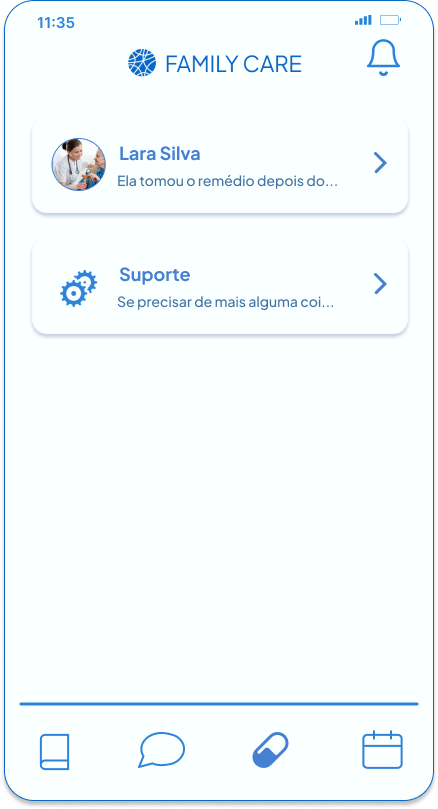 11:35
FAMILY CARE
Lara Silva
Ela tomou o remédio depois do...
Suporte
Se precisar de mais alguma coi...